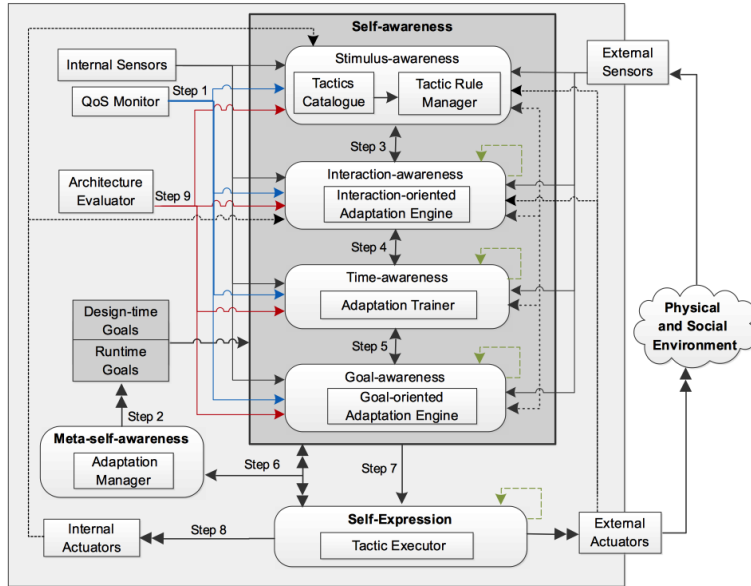 Self-awareness
Internal Sensors
Stimulus-awareness
External
Sensors
Step 1
QoS Monitor
Tactics
Catalogue
Tactic Rule
Manager
Step 3
Architecture
Evaluator
Step 9
Interaction-awareness
Interaction-oriented
Adaptation Engine
Step 4
Time-awareness
Adaptation Trainer
Design-time
Goals
Runtime
Goals
Physical
and Social
Environment
Step 5
Goal-awareness
Goal-oriented
Adaptation Engine
Step 2
Meta-self-awareness
Adaptation
Manager
Step 6
Step 7
Self-Expression
Tactic Executor
Internal
Actuators
Step 8
External
Actuators